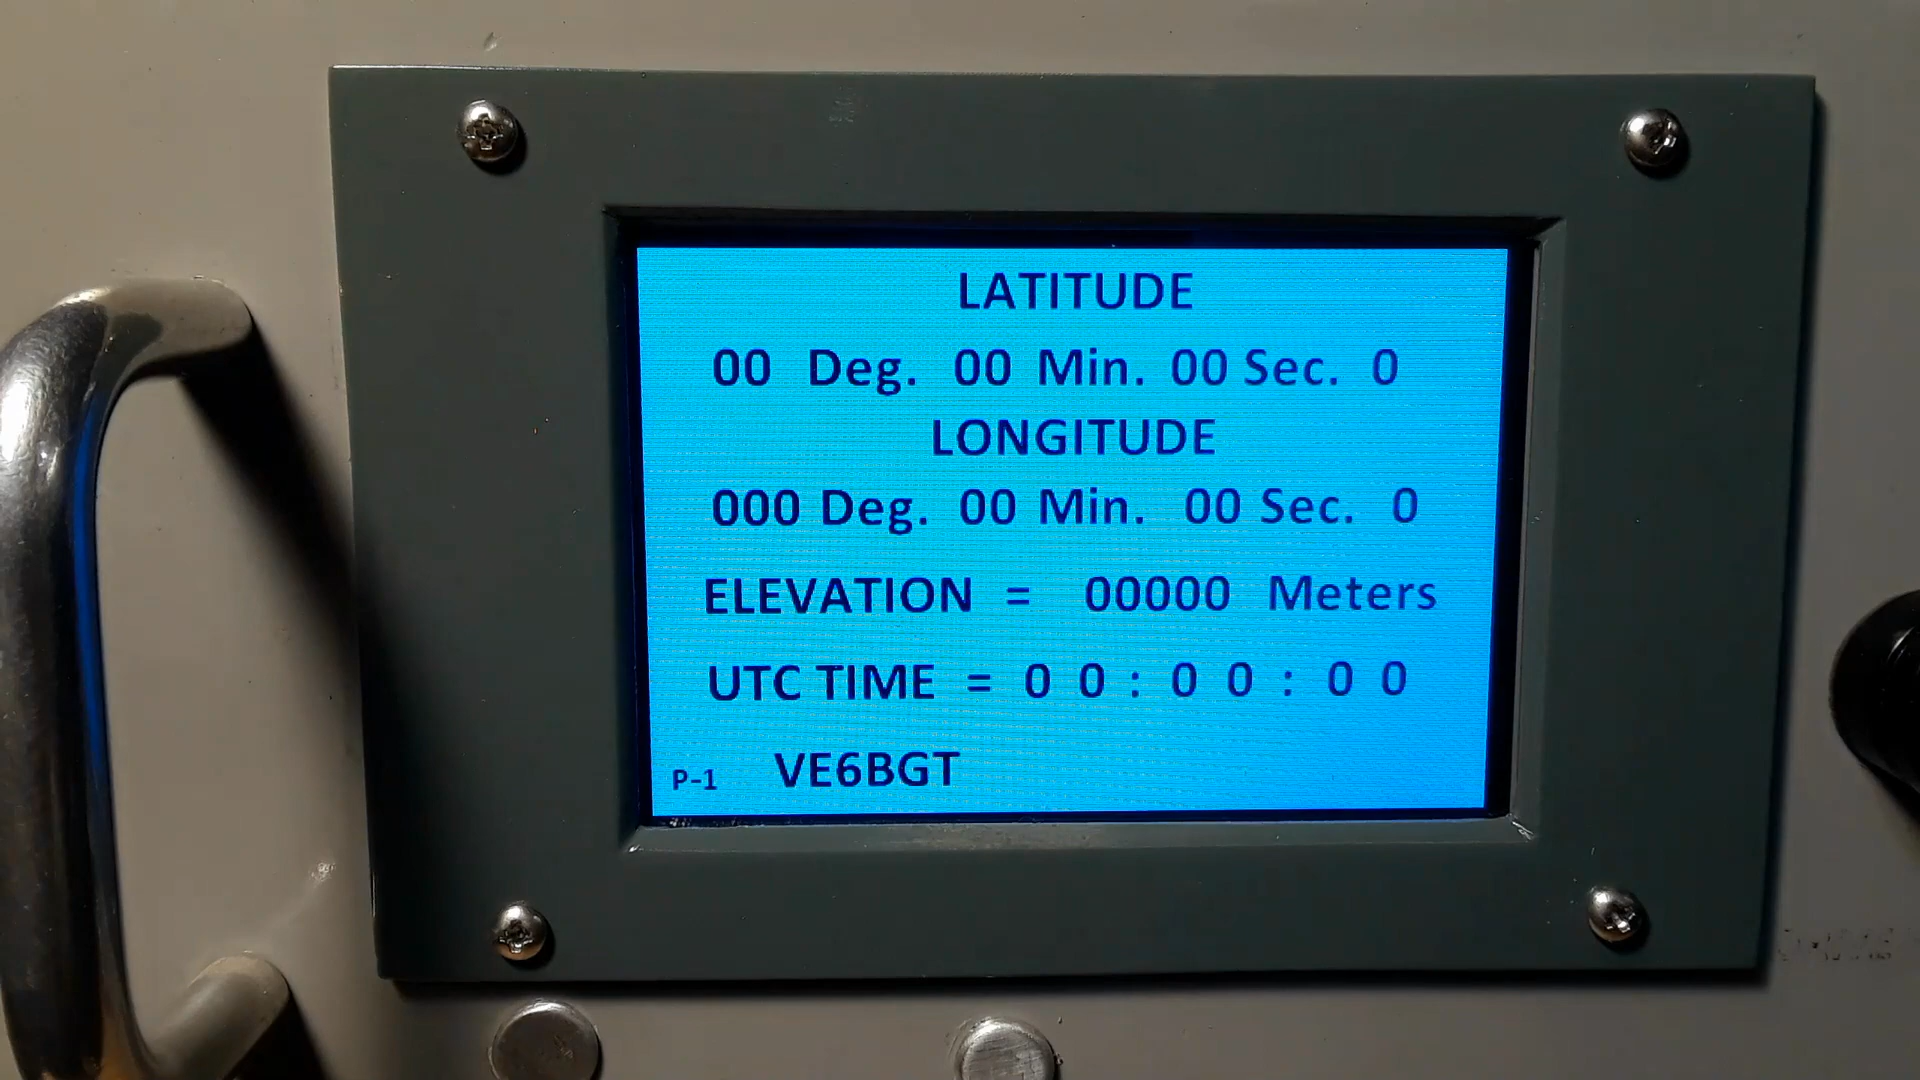 LATITUDE
00 Deg. 00 Min. 00 Sec. 0
LONGITUDE
000 Deg. 00 Min. 00 Sec. 0
ELEVATION = 00000 Meters
UTC TIME = 0 0 : 0 0 : 0 0
P-1 VE6BGT